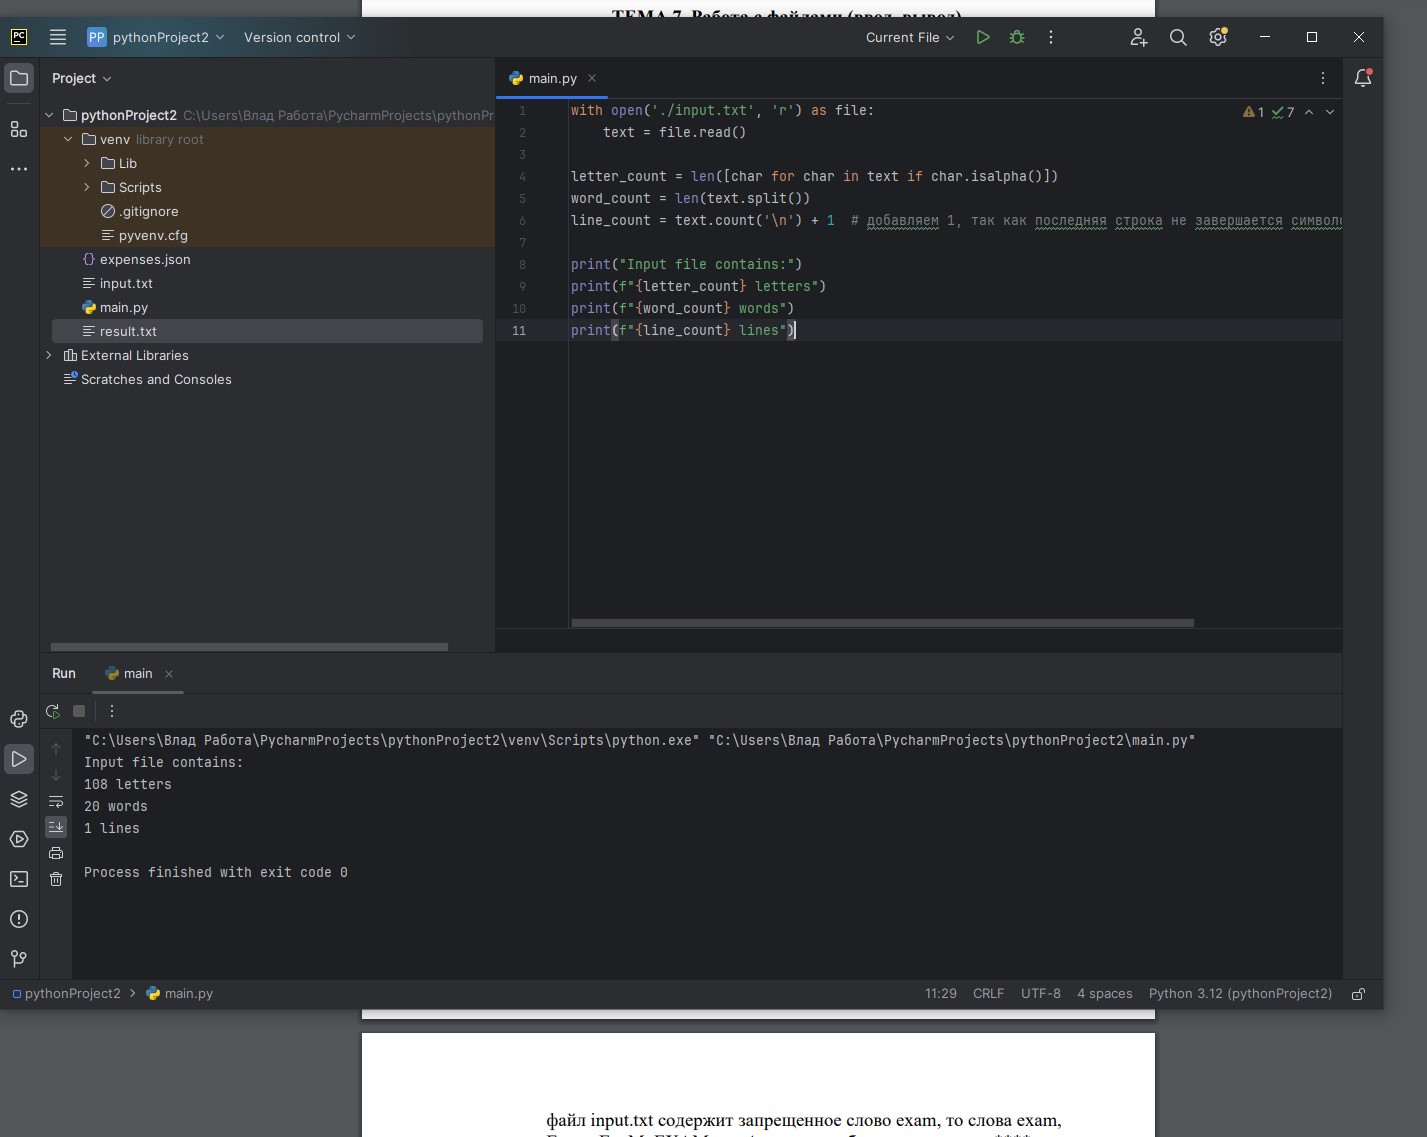 ТЕМА 7. Работа с файлами (ввод, вывод)
PC
PP pythonProject2 Version control Current File
Project
main.py
pythonProject2 C:\Users\Влад Работа\PycharmProjects\pythonPr
venv library root
Lib
Scripts
.gitignore
pyvenv.cfg
expenses.json
input.txt
main.py
result.txt
External Libraries
Scratches and Consoles
1 7
1 with open('./input.txt', 'r') as file:
2 text = file.read()
3
4 letter_count = len([char for char in text if char.isalpha()])
5 word_count = len(text.split())
6 line_count = text.count('\n') + 1 # добавляем 1, так как последняя строка не завершается символо
7
8 print("Input file contains:")
9 print(f"{letter_count} letters")
10 print(f"{word_count} words")
11 print(f"{line_count} lines")
Run main
"C:\Users\Влад Работа\PycharmProjects\pythonProject2\venv\Scripts\python.exe" "C:\Users\Влад Работа\PycharmProjects\pythonProject2\main.py"
Input file contains:
108 letters
20 words
1 lines
Process finished with exit code 0
pythonProject2 main.py 11:29 CRLF UTF-8 4 spaces Python 3.12 (pythonProject2)
файл input.txt содержит запрещенное слово exam, то слова exam,